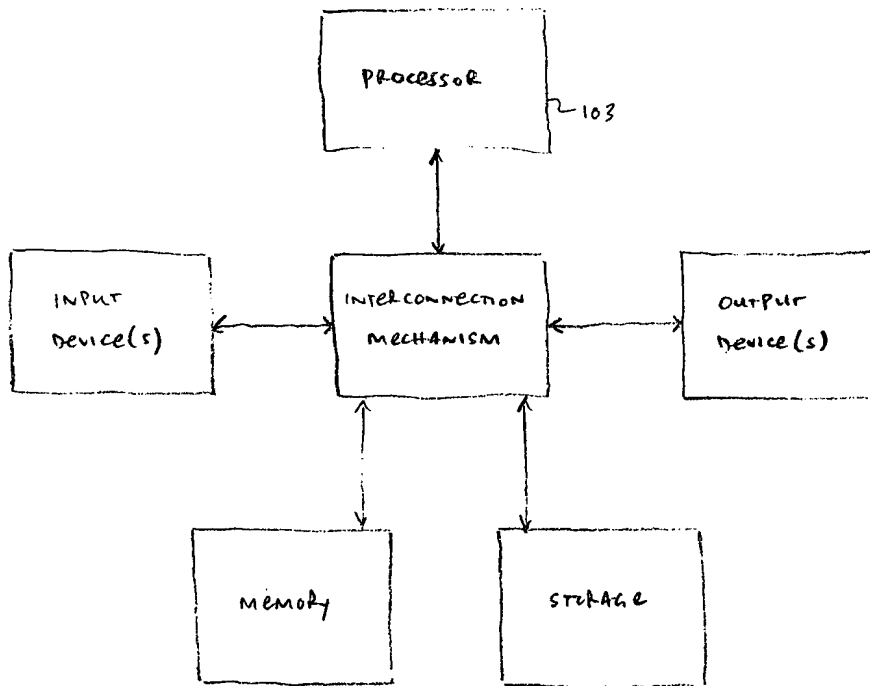 PROCESSOR
103
INPUT
DEVICE(S)
INTERCONNECTION
MECHANISM
OUTPUT
DEVICE(S)
MEMORY
STORAGE